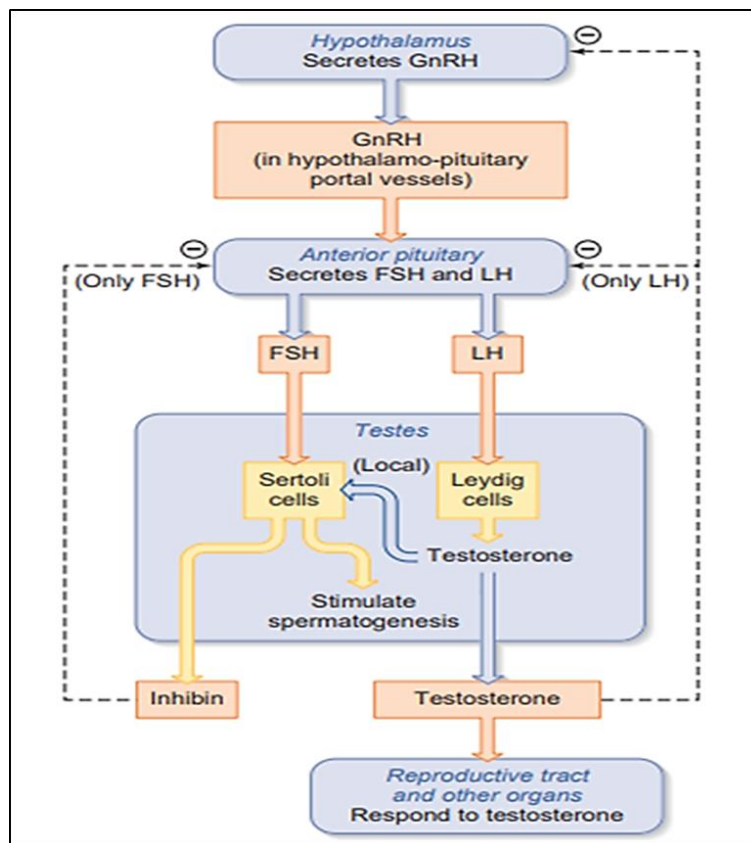 Hypothalamus
Secretes GnRH
GnRH
(in hypothalamo-pituitary
portal vessels)
Anterior pituitary
Secretes FSH and LH
(Only FSH)
(Only LH)
FSH
LH
Testes
(Local)
Sertoli
cells
Leydig
cells
Testosterone
Stimulate
spermatogenesis
Inhibin
Testosterone
Reproductive tract
and other organs
Respond to testosterone